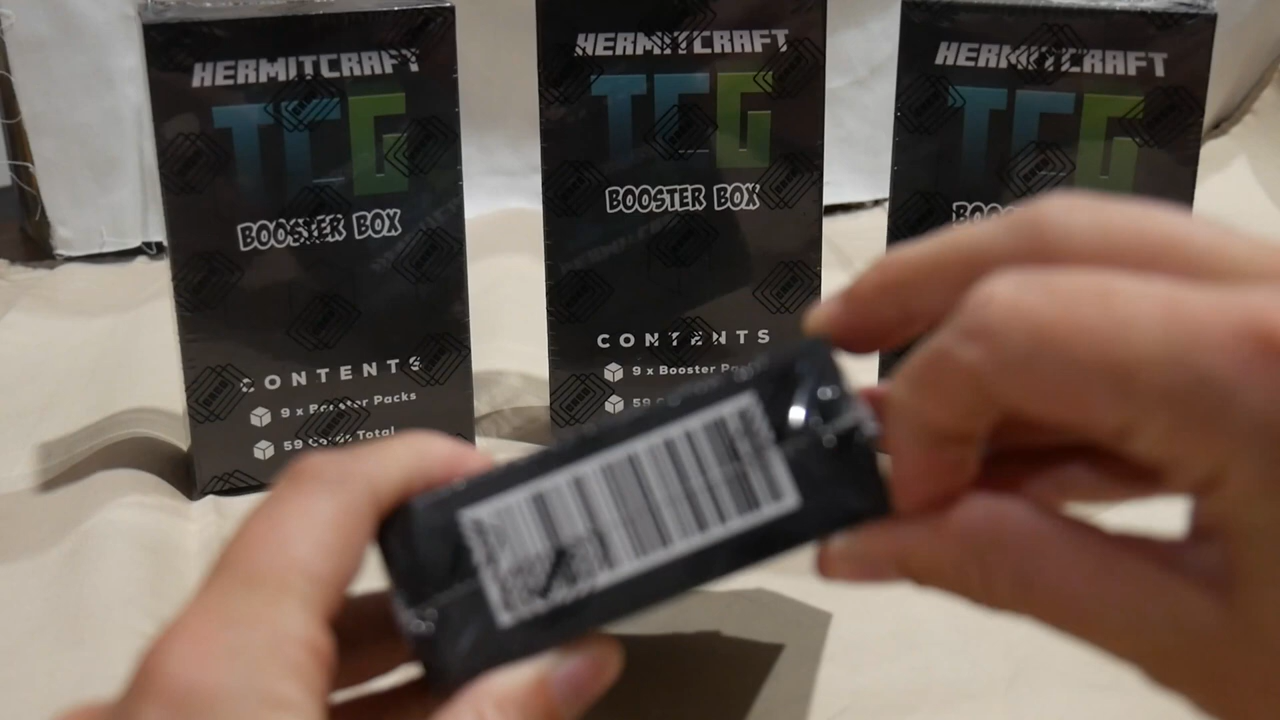 HERMITCRAFT
TCG
BOOSTER BOX
CONTENTS
9 x Booster Packs
59 Cards Total
HERMITCRAFT
TCG
BOOSTER BOX
CONTENTS
9 x Booster
59
HERMITCRAFT
TCG